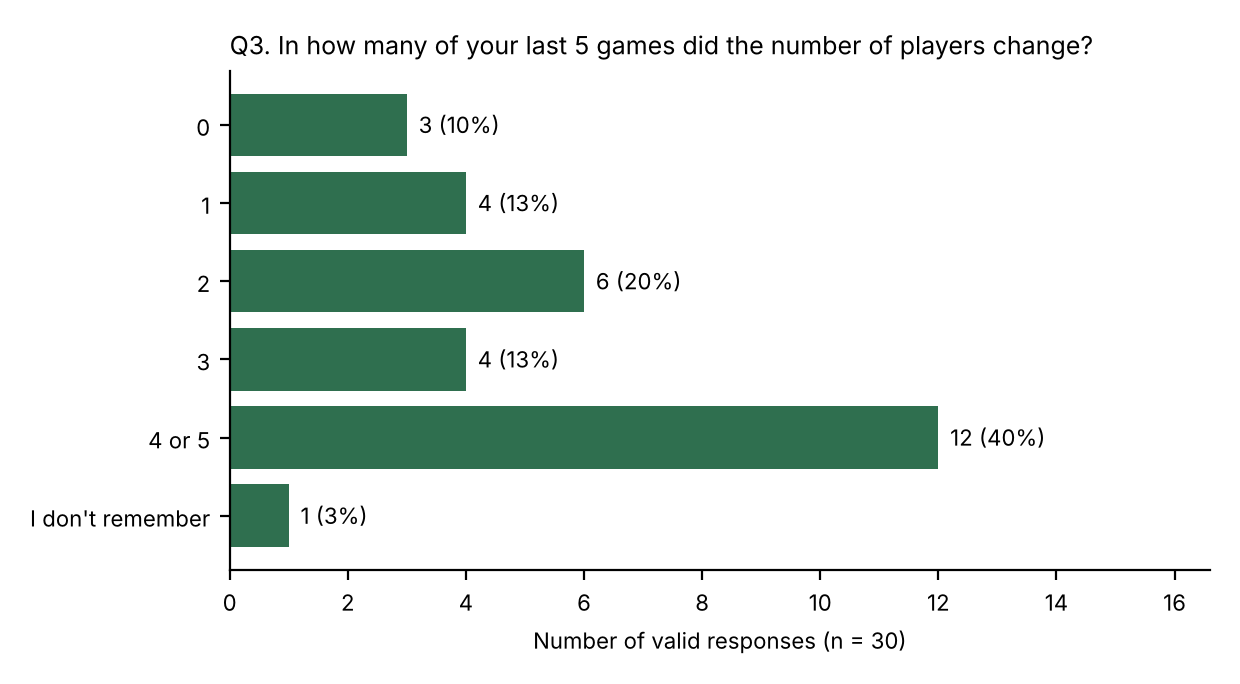 Q3. In how many of your last 5 games did the number of players change?
0
3 (10%)
1
4 (13%)
2
6 (20%)
3
4 (13%)
4 or 5
12 (40%)
I don't remember
1 (3%)
0 2 4 6 8 10 12 14 16
Number of valid responses (n = 30)